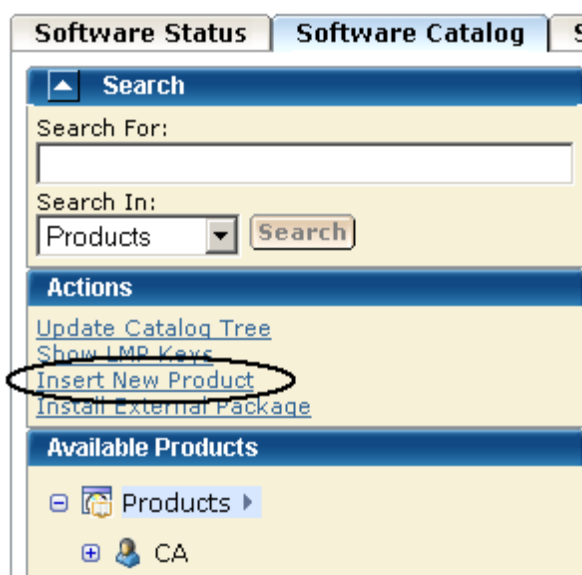 Software Status Software Catalog
Search
Search For:
Search In:
Products Search
Actions
Update Catalog Tree
Show LMP Keys
Insert New Product
Install External Package
Available Products
Products
CA